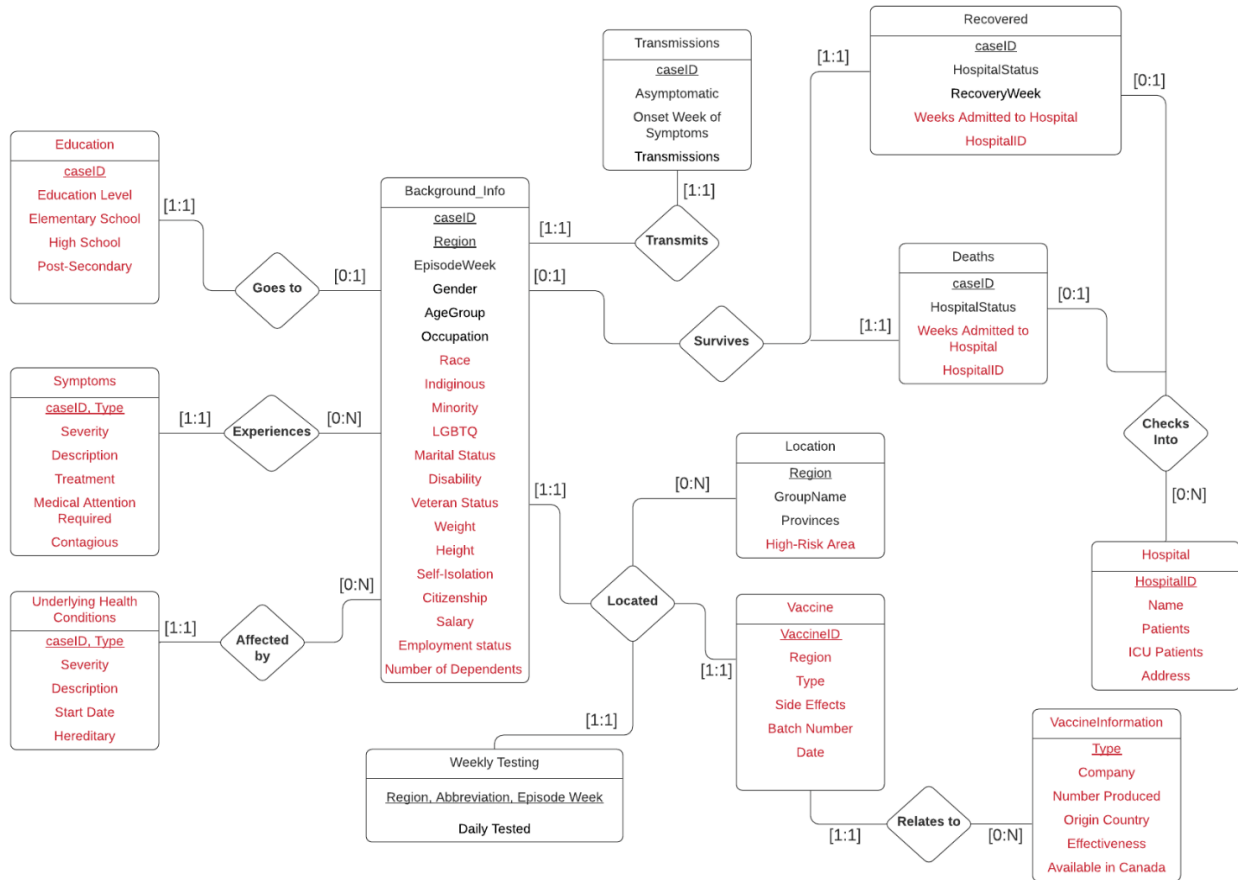 Transmissions
caseID
Asymptomatic
Onset Week of
Symptoms
Transmissions
[1:1]
Recovered
caseID
HospitalStatus
RecoveryWeek
Weeks Admitted to Hospital
HospitalID
[1:1]
[0:1]
Education
caseID
Education Level
Elementary School
High School
Post-Secondary
[1:1]
Goes to
[0:1]
Background_Info
caseID
Region
EpisodeWeek
Gender
AgeGroup
Occupation
Race
Indiginous
Minority
LGBTQ
Marital Status
Disability
Veteran Status
Weight
Height
Self-Isolation
Citizenship
Salary
Employment status
Number of Dependents
[1:1]
Transmits
[0:1]
Survives
[1:1]
Deaths
caseID
HospitalStatus
Weeks Admitted to
Hospital
HospitalID
[0:1]
Checks
Into
[0:N]
Symptoms
caseID, Type
Severity
Description
Treatment
Medical Attention
Required
Contagious
[1:1]
Experiences
[0:N]
Location
Region
GroupName
Provinces
High-Risk Area
[0:N]
[1:1]
Located
Hospital
HospitalID
Name
Patients
ICU Patients
Address
Underlying Health
Conditions
caseID, Type
Severity
Description
Start Date
Hereditary
[1:1]
Affected
by
[0:N]
Vaccine
VaccineID
Region
Type
Side Effects
Batch Number
Date
[1:1]
[1:1]
Weekly Testing
Region, Abbreviation, Episode Week
Daily Tested
VaccineInformation
Type
Company
Number Produced
Origin Country
Effectiveness
Available in Canada
[1:1]
Relates to
[0:N]